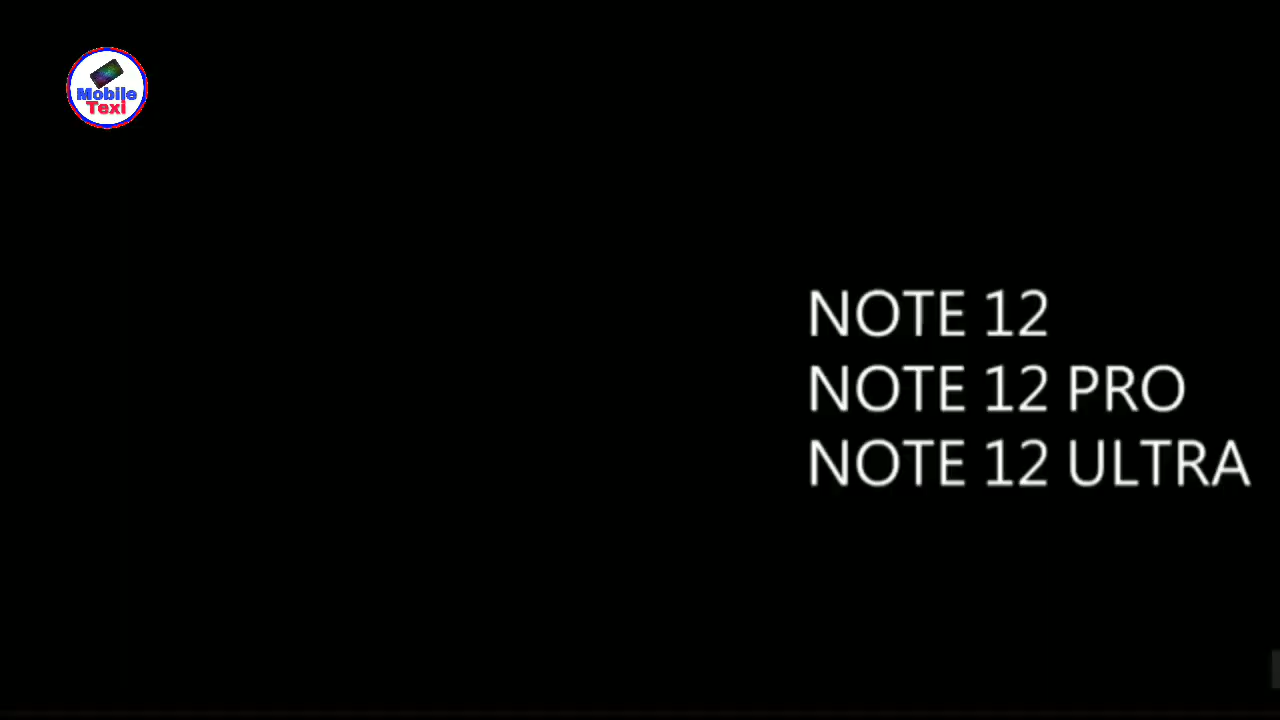 Mobile
Texi
NOTE 12
NOTE 12 PRO
NOTE 12 ULTRA